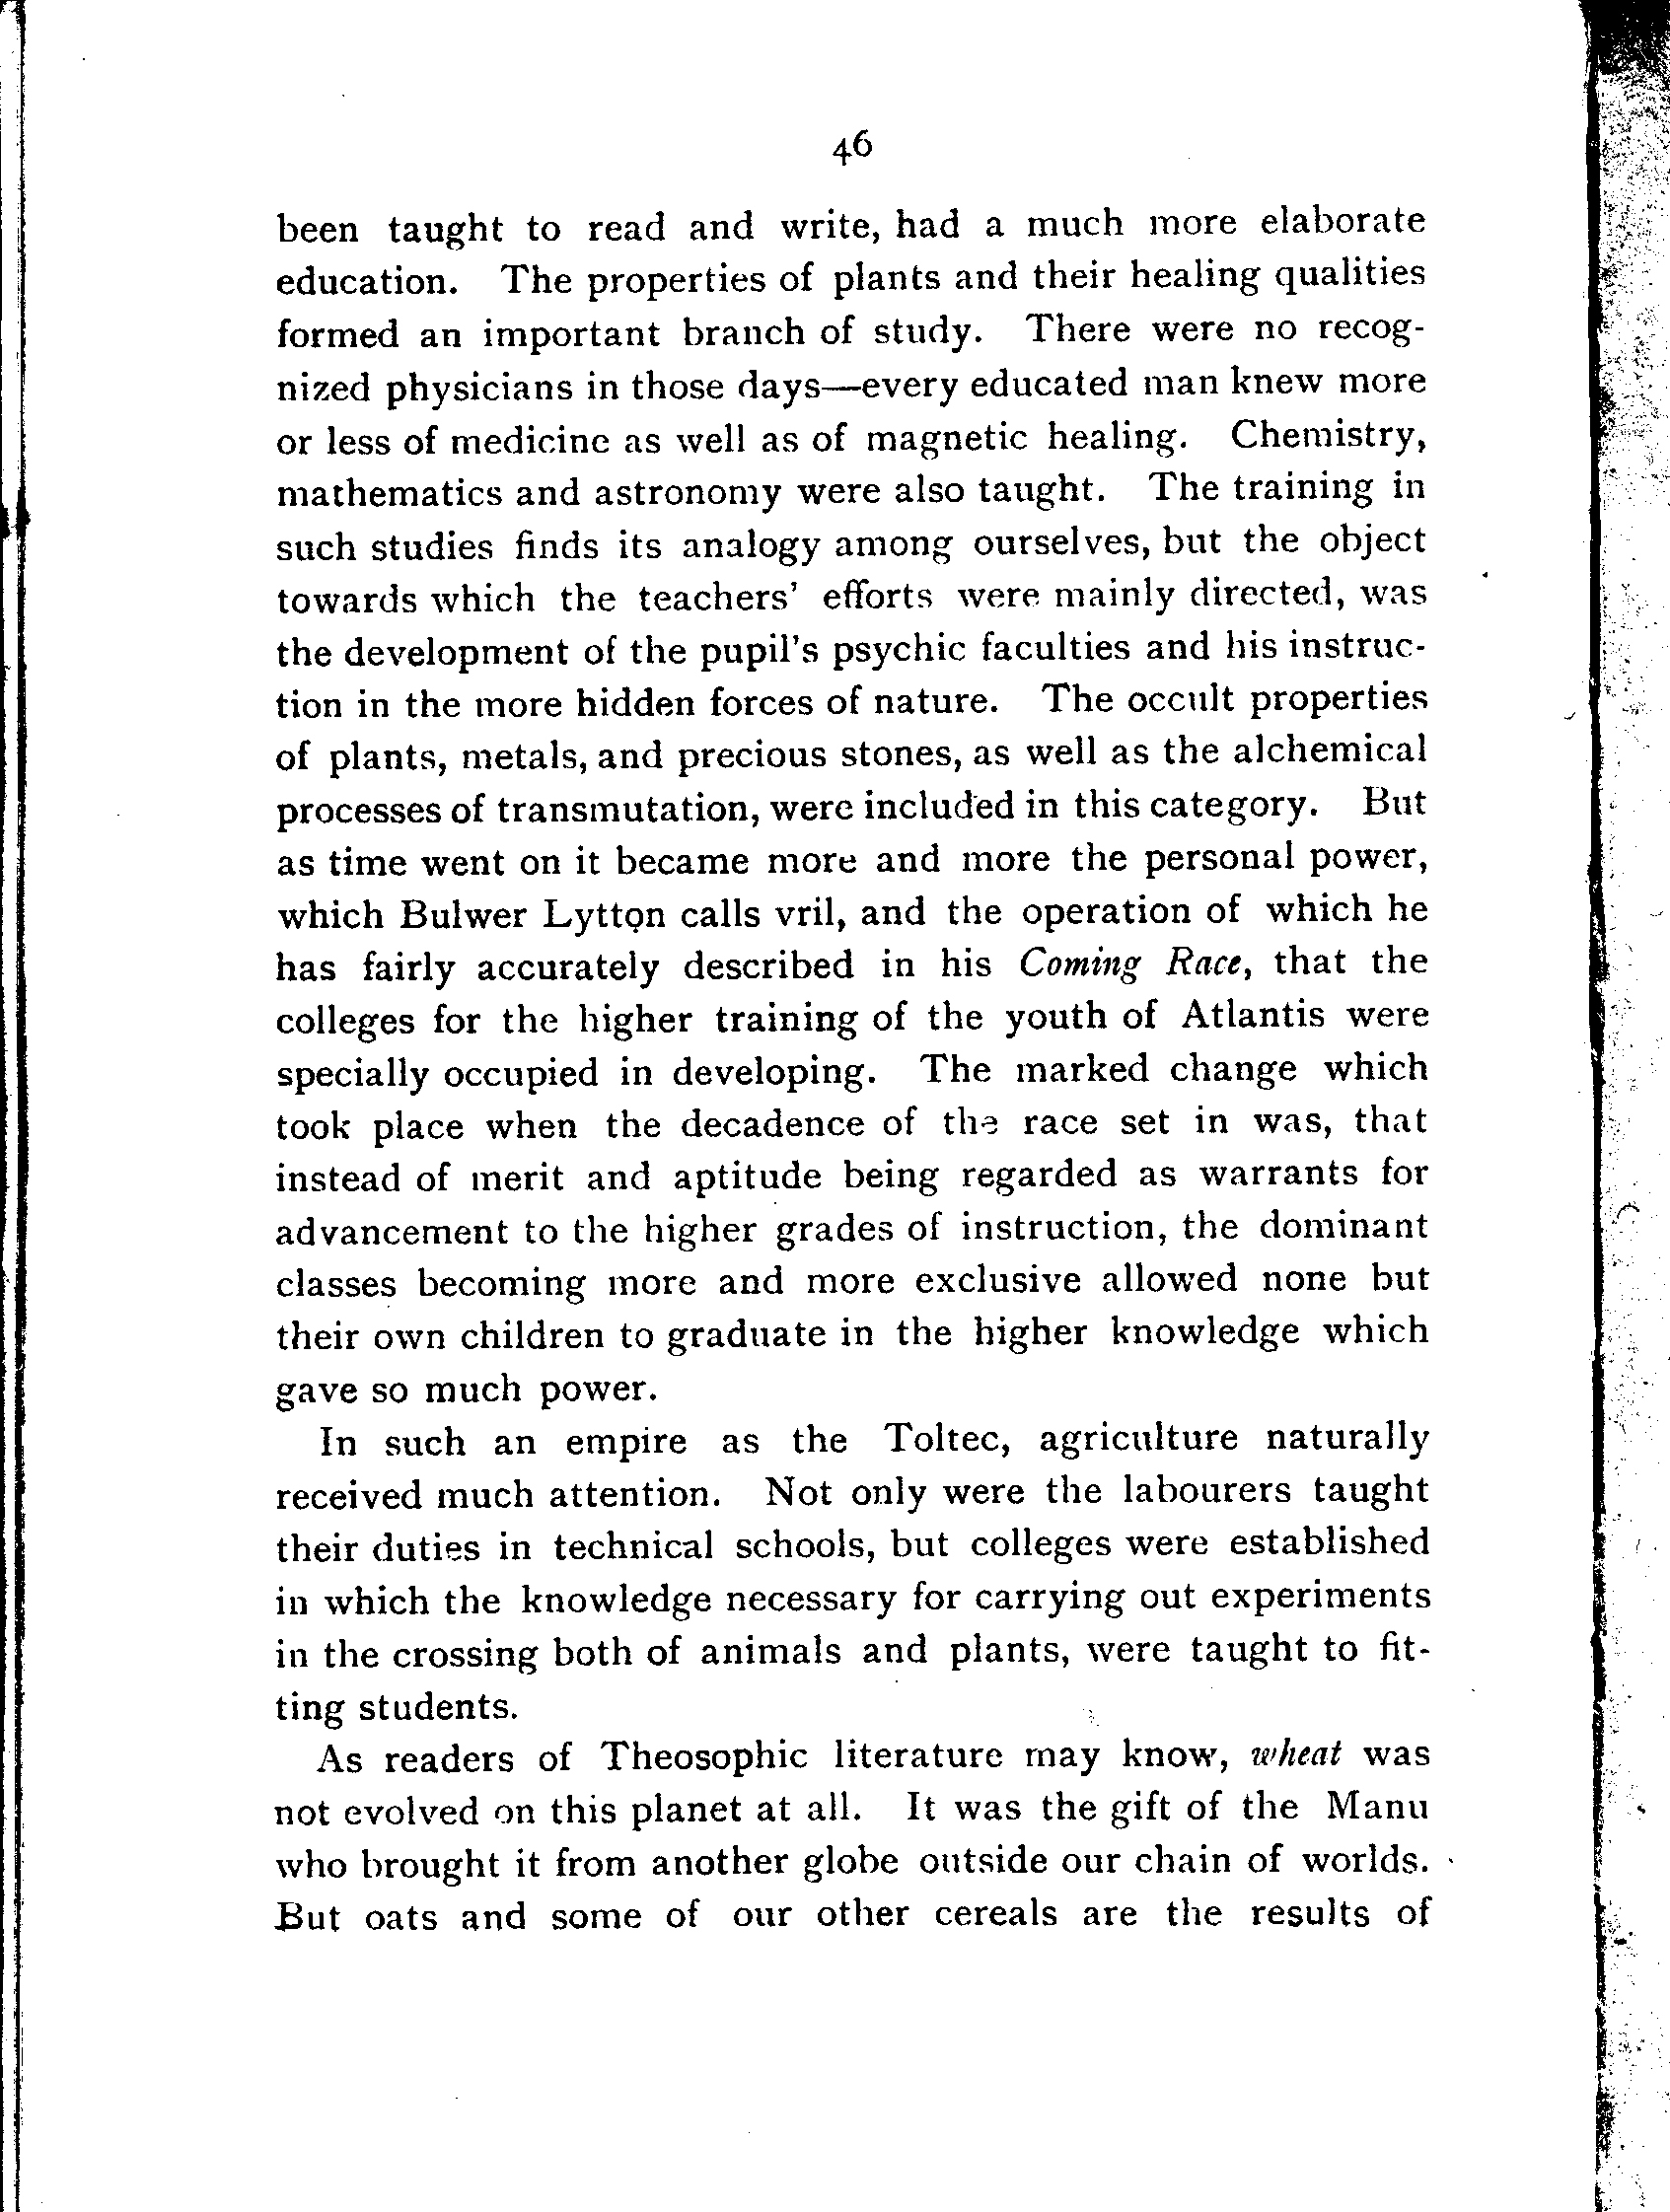 46
been taught to read and write, had a much more elaborate
education. The properties of plants and their healing qualities
formed an important branch of study. There were no recog-
nized physicians in those days—every educated man knew more
or less of medicine as well as of magnetic healing. Chemistry,
mathematics and astronomy were also taught. The training in
such studies finds its analogy among ourselves, but the object
towards which the teachers' efforts were mainly directed, was
the development of the pupil's psychic faculties and his instruc-
tion in the more hidden forces of nature. The occult properties
of plants, metals, and precious stones, as well as the alchemical
processes of transmutation, were included in this category. But
as time went on it became more and more the personal power,
which Bulwer Lytton calls vril, and the operation of which he
has fairly accurately described in his Coming Race, that the
colleges for the higher training of the youth of Atlantis were
specially occupied in developing. The marked change which
took place when the decadence of the race set in was, that
instead of merit and aptitude being regarded as warrants for
advancement to the higher grades of instruction, the dominant
classes becoming more and more exclusive allowed none but
their own children to graduate in the higher knowledge which
gave so much power.
In such an empire as the Toltec, agriculture naturally
received much attention. Not only were the labourers taught
their duties in technical schools, but colleges were established
in which the knowledge necessary for carrying out experiments
in the crossing both of animals and plants, were taught to fit-
ting students.
As readers of Theosophic literature may know, wheat was
not evolved on this planet at all. It was the gift of the Manu
who brought it from another globe outside our chain of worlds.
But oats and some of our other cereals are the results of